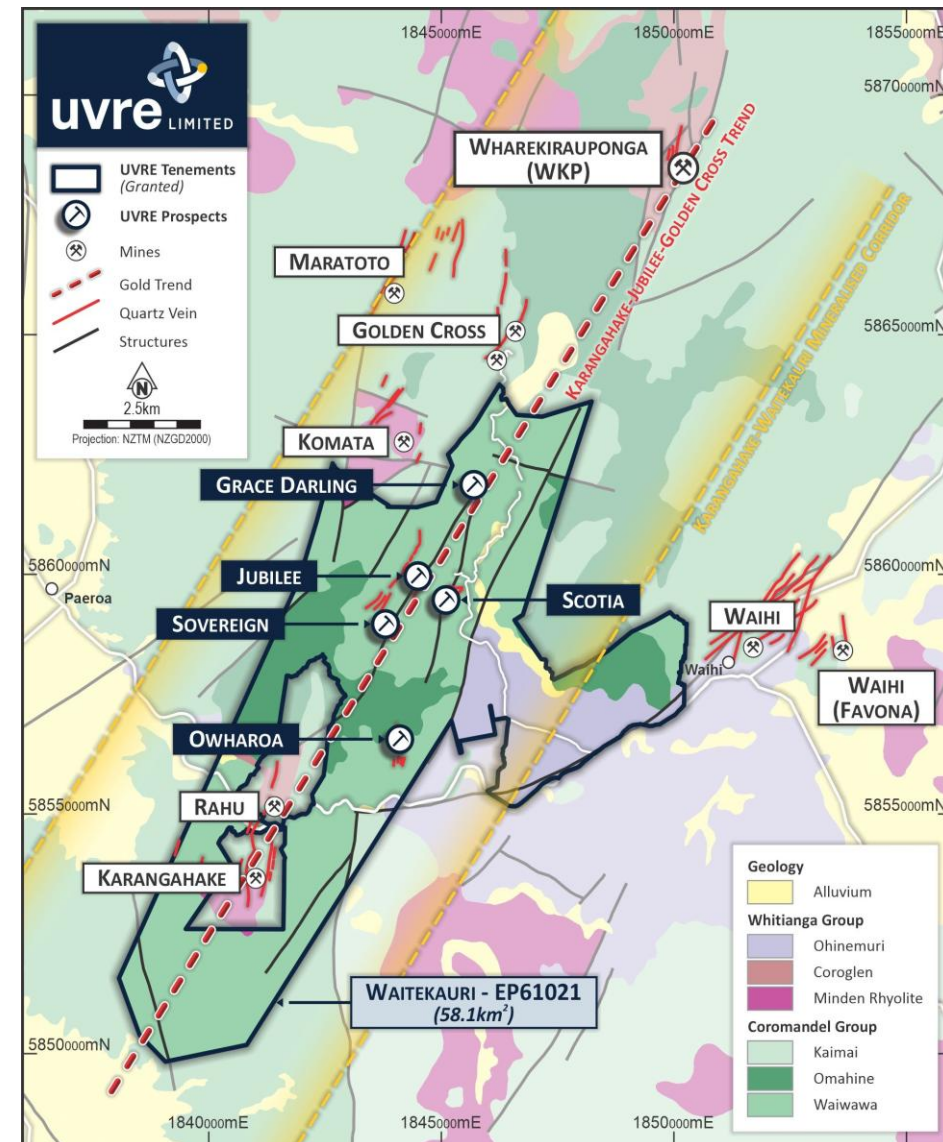 1845000mE
1850000mE
1855000mE
uvre
LIMITED
UVRE Tenements
(Granted)
UVRE Prospects
Mines
Gold Trend
Quartz Vein
Structures
N
2.5km
Projection: NZTM (NZGD2000)
5870000mN
WHAREKIRAUPONGA
(WKP)
KARANGAHAKE-JUBILEE-GOLDEN CROSS TREND
KARANGAHAKI-WAITEKAURI MINERALISED CORRIDOR
MARATOTO
GOLDEN CROSS
5865000mN
KOMATA
GRACE DARLING
5860000mN
5860000mN
Paeroa
JUBILEE
SCOTIA
SOVEREIGN
WAIHI
Waihi
WAIHI
(FAVONA)
OWHAROA
RAHU
5855000mN
5855000mN
KARANGAHAKE
WAITEKAURI - EP61021
(58.1km²)
5850000mN
Geology
Alluvium
Whitianga Group
Ohinemuri
Coroglen
Minden Rhyolite
Coromandel Group
Kaimai
Omahine
Waiwawa
1840000mE
1845000mE
1850000mE